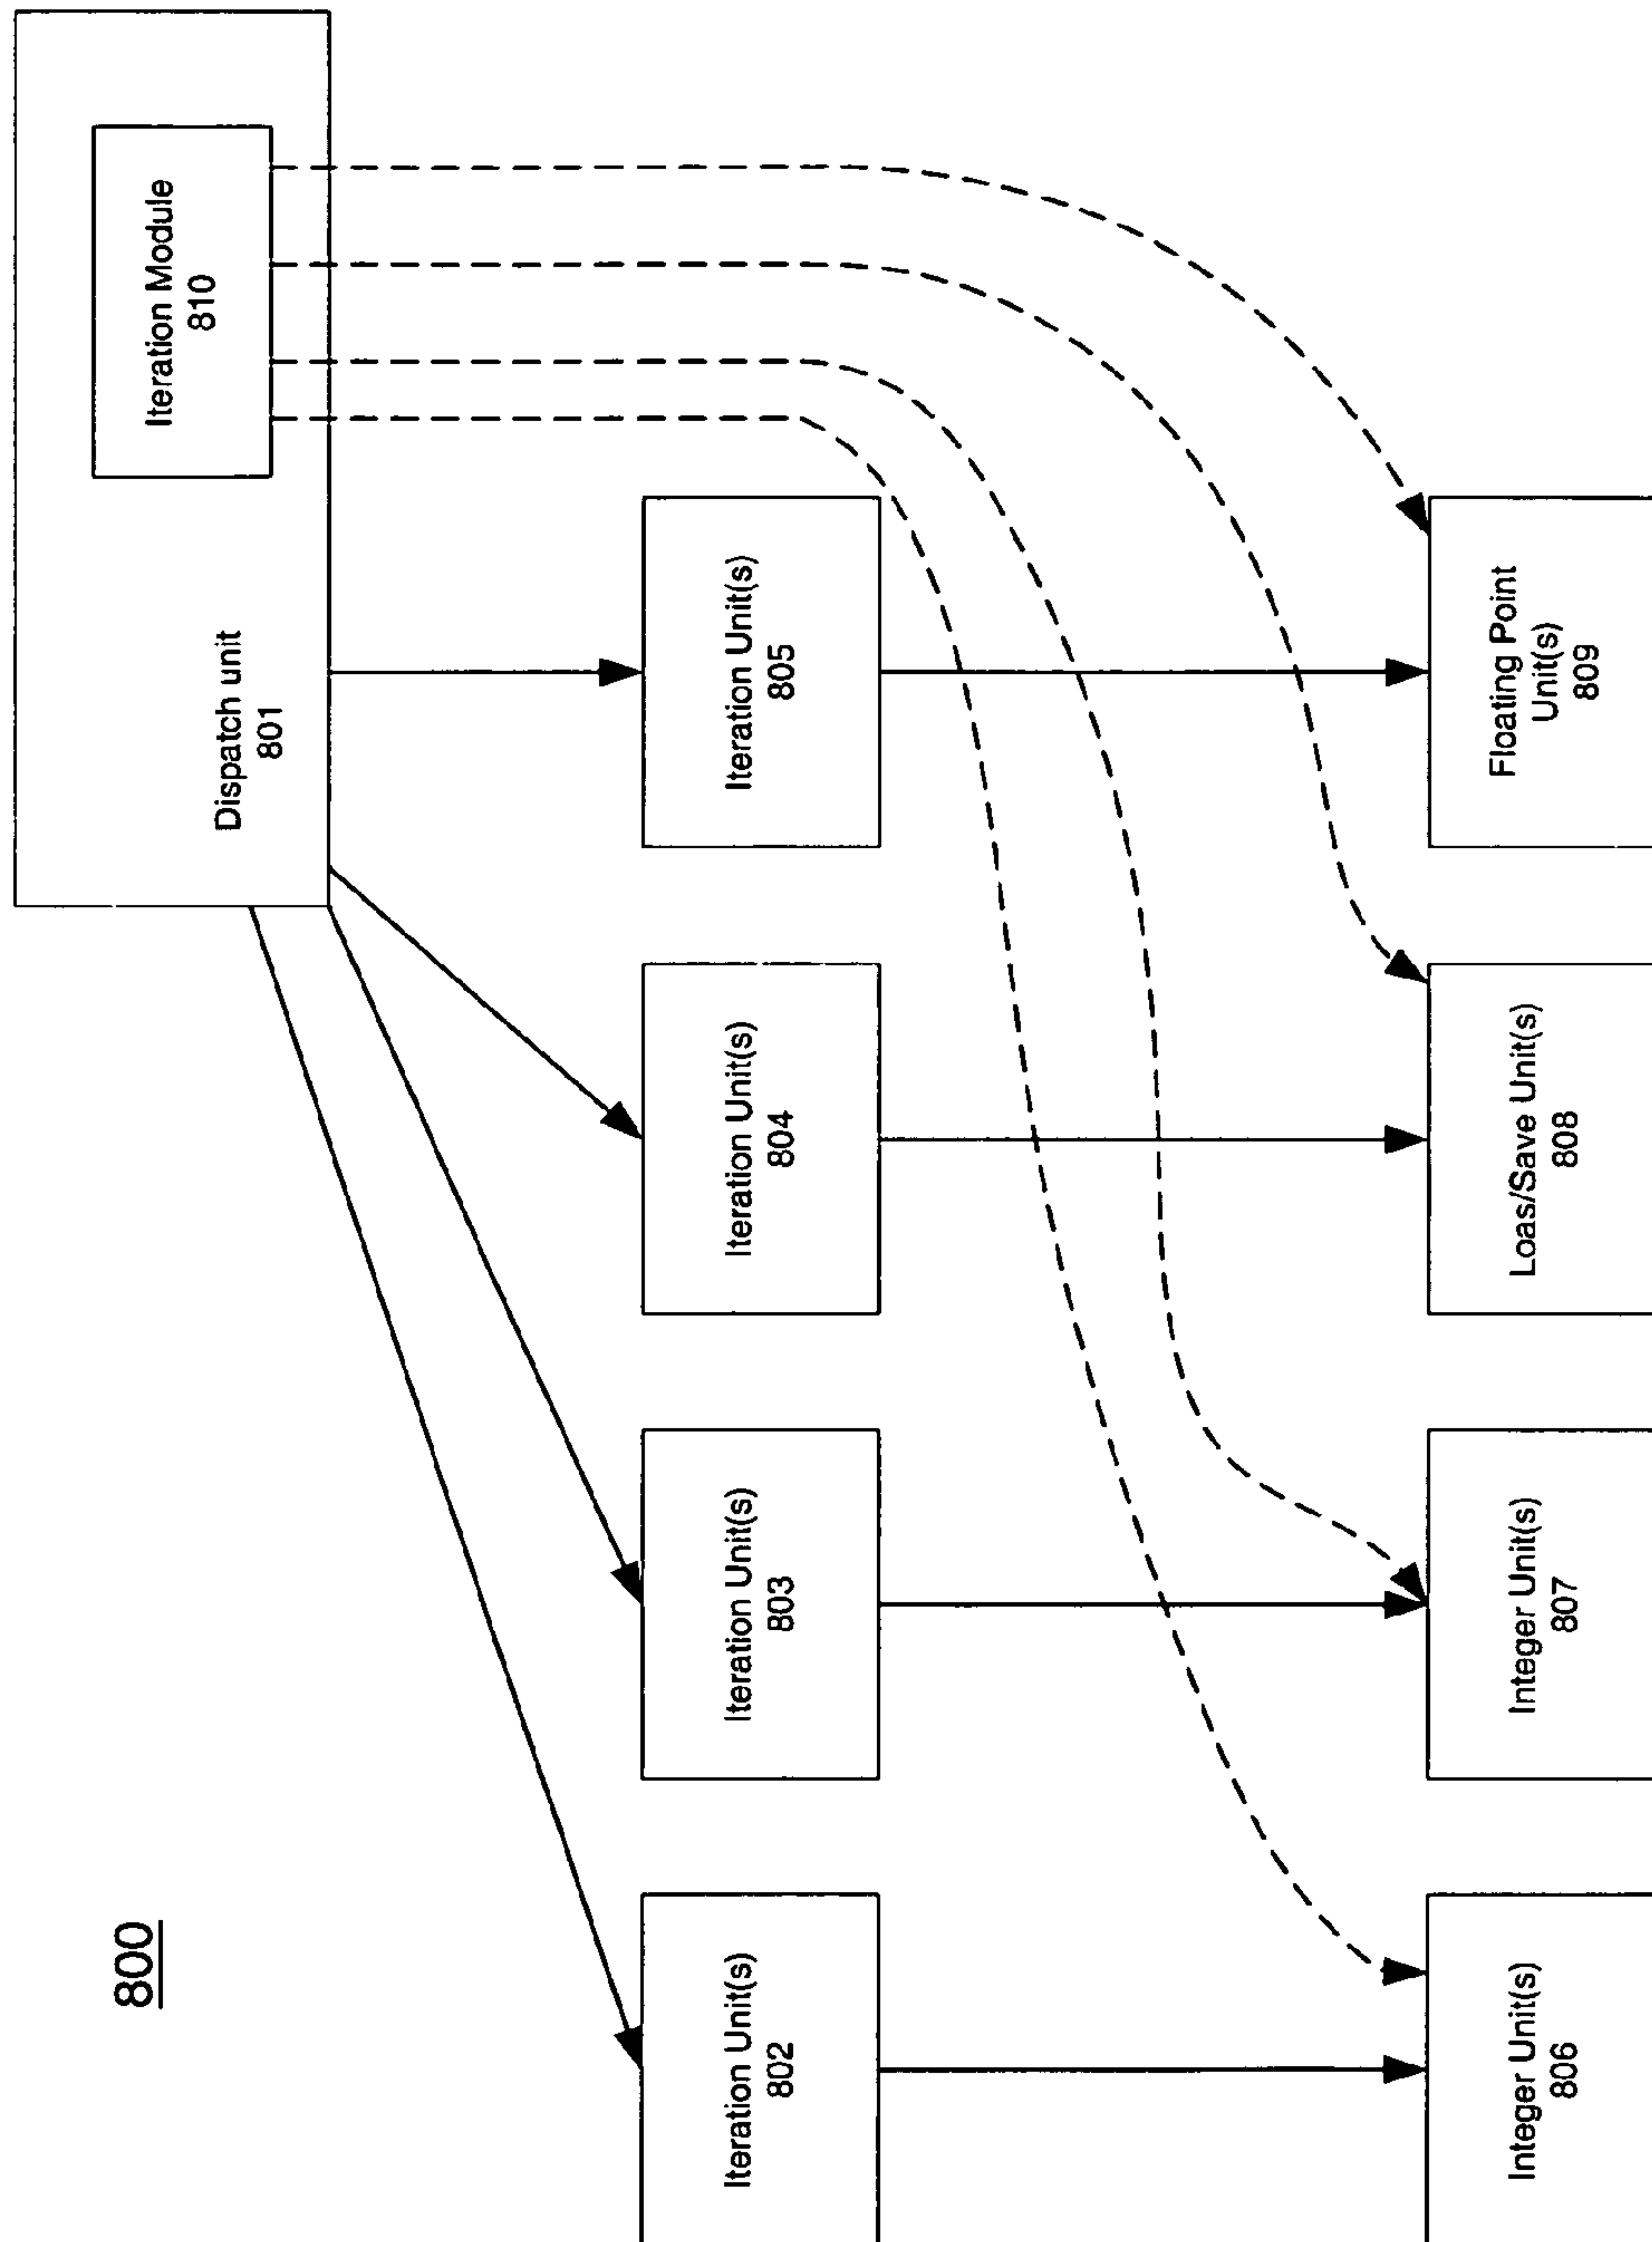 800
Dispatch unit
801
Iteration Module
810
Iteration Unit(s)
802
Iteration Unit(s)
803
Iteration Unit(s)
804
Iteration Unit(s)
805
Integer Unit(s)
806
Integer Unit(s)
807
Loas/Save Unit(s)
808
Floating Point
Unit(s)
809